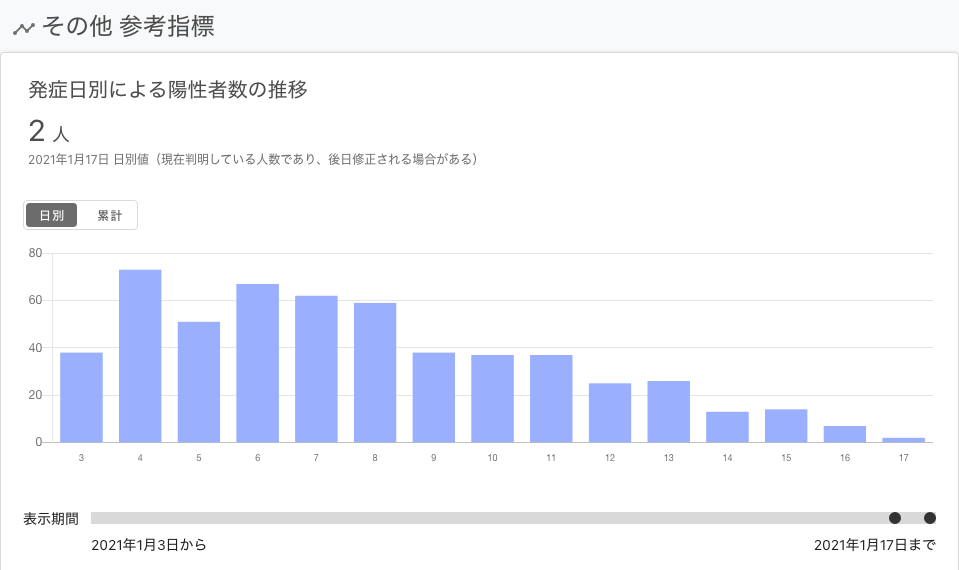 その他 参考指標
発症日別による陽性者数の推移
2 人
2021年1月17日 日別値（現在判明している人数であり、後日修正される場合がある）
日別 累計
80
60
40
20
0
3 4 5 6 7 8 9 10 11 12 13 14 15 16 17
表示期間
2021年1月3日から 2021年1月17日まで